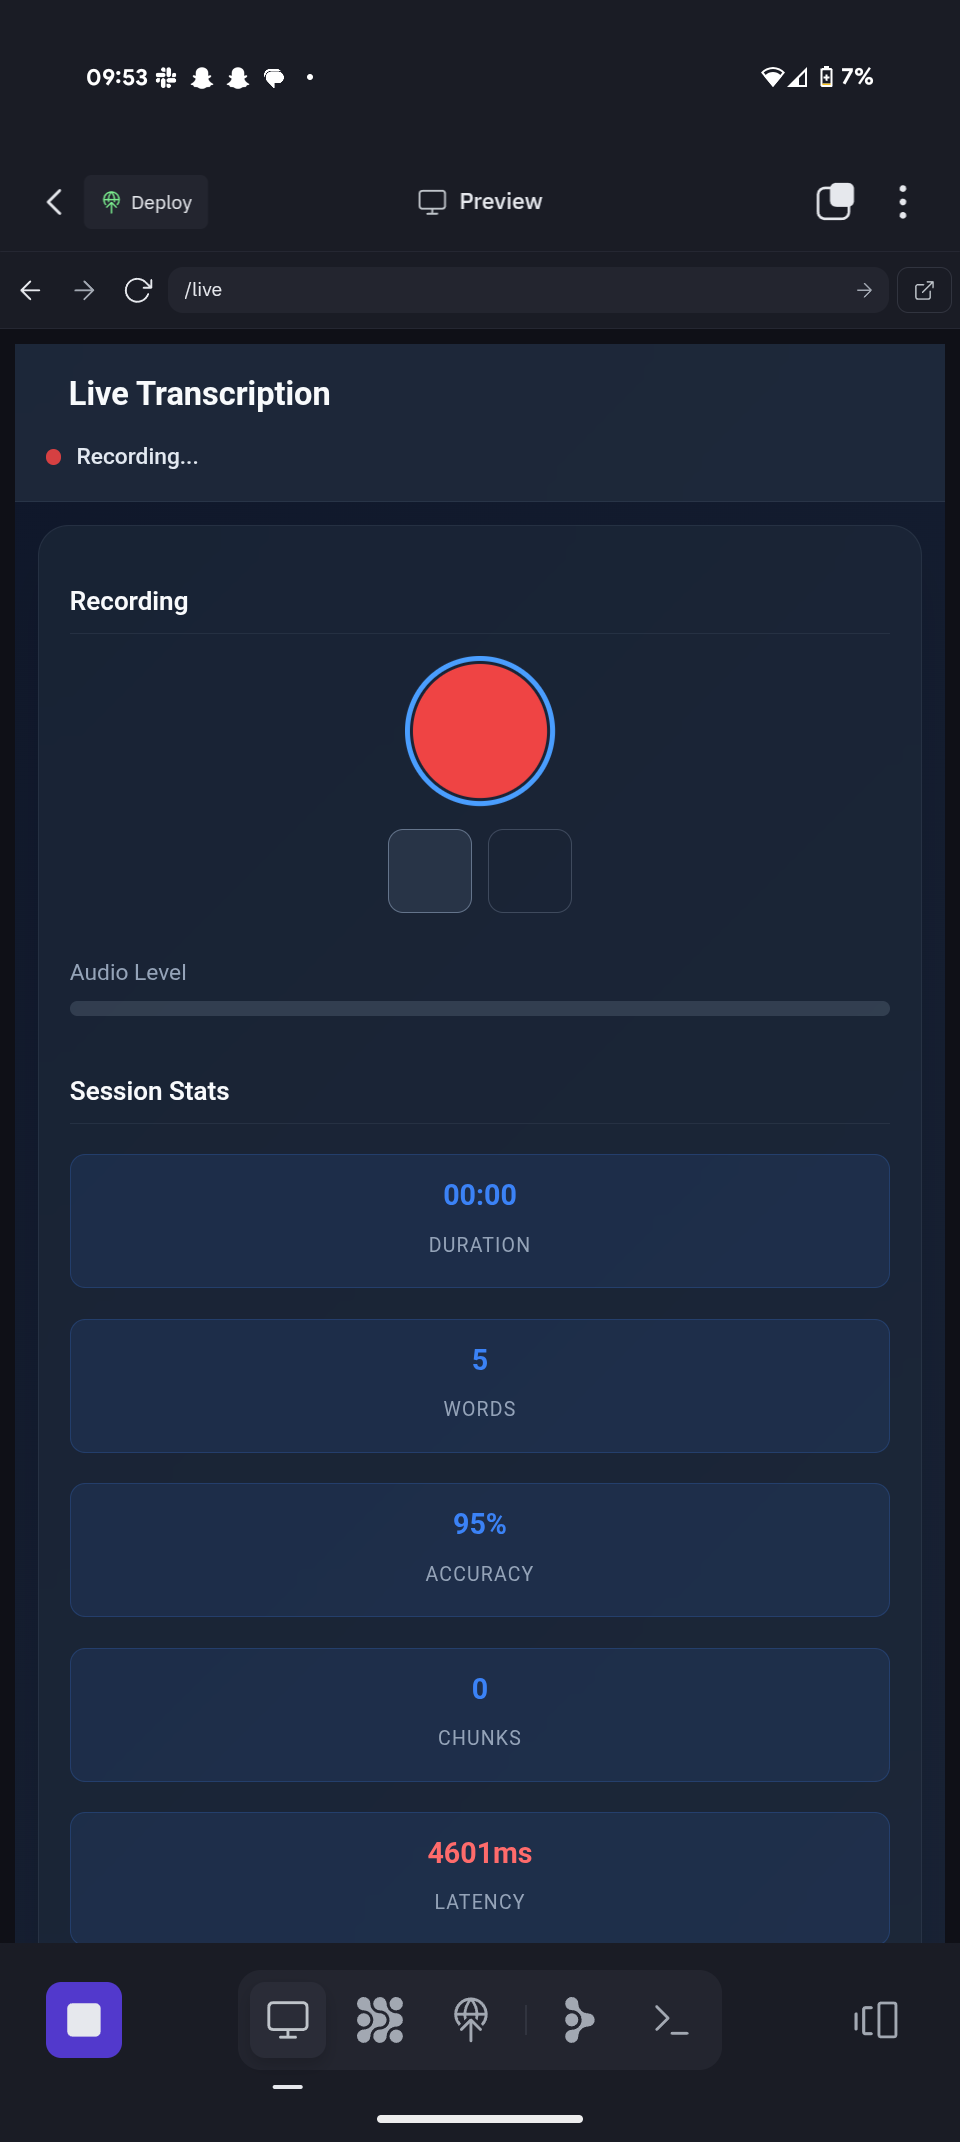 09:53
7%
Deploy
Preview
/live
Live Transcription
Recording...
Recording
Audio Level
Session Stats
00:00
DURATION
5
WORDS
95%
ACCURACY
0
CHUNKS
4601ms
LATENCY